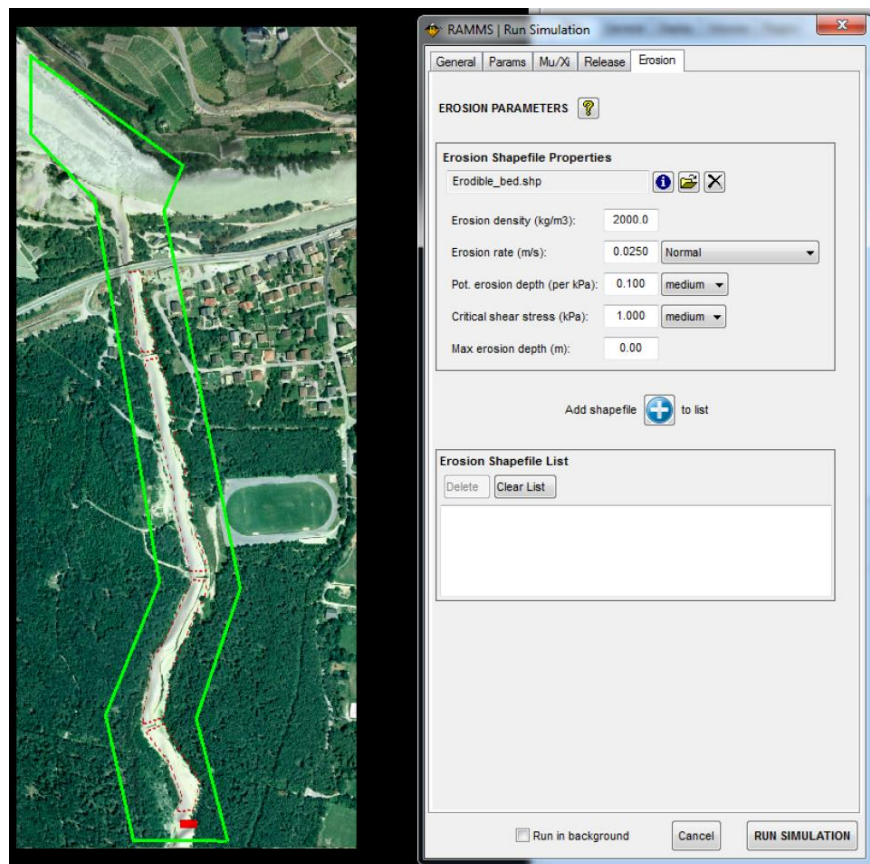 RAMMS | Run Simulation
General Params Mu/Xi Release Erosion
EROSION PARAMETERS ?
Erosion Shapefile Properties
Erodible_bed.shp
Erosion density (kg/m3): 2000.0
Erosion rate (m/s): 0.0250 Normal
Pot. erosion depth (per kPa): 0.100 medium
Critical shear stress (kPa): 1.000 medium
Max erosion depth (m): 0.00
Add shapefile to list
Erosion Shapefile List
Delete Clear List
Run in background Cancel RUN SIMULATION